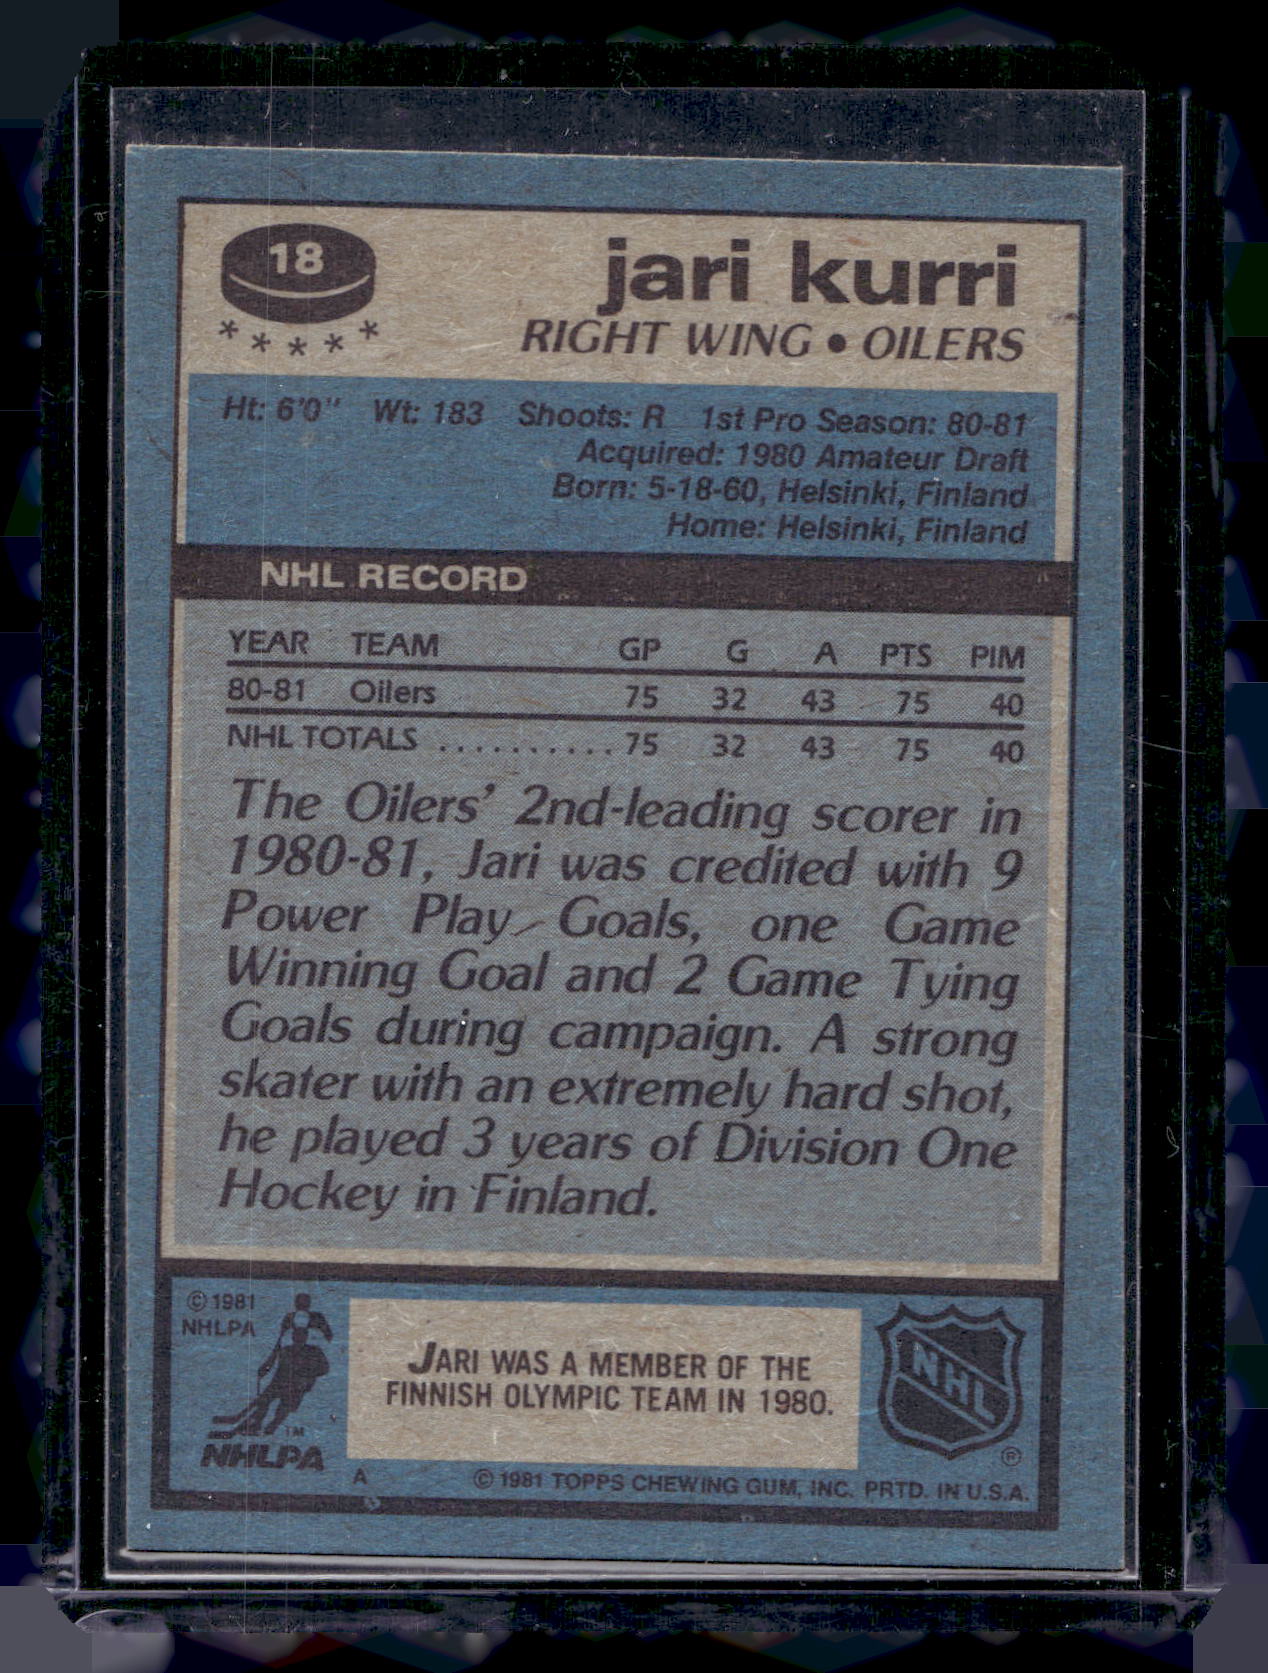 18
jari kurri
* * * * *
RIGHT WING • OILERS
Ht: 6'0" Wt: 183 Shoots: R 1st Pro Season: 80-81
Acquired: 1980 Amateur Draft
Born: 5-18-60, Helsinki, Finland
Home: Helsinki, Finland
NHL RECORD
YEAR TEAM GP G A PTS PIM
80-81 Oilers 75 32 43 75 40
NHL TOTALS .......... 75 32 43 75 40
The Oilers' 2nd-leading scorer in
1980-81, Jari was credited with 9
Power Play Goals, one Game
Winning Goal and 2 Game Tying
Goals during campaign. A strong
skater with an extremely hard shot,
he played 3 years of Division One
Hockey in Finland.
© 1981
NHLPA
TM
NHLPA
JARI WAS A MEMBER OF THE
FINNISH OLYMPIC TEAM IN 1980.
NHL
®
A © 1981 TOPPS CHEWING GUM, INC. PRTD. IN U.S.A.